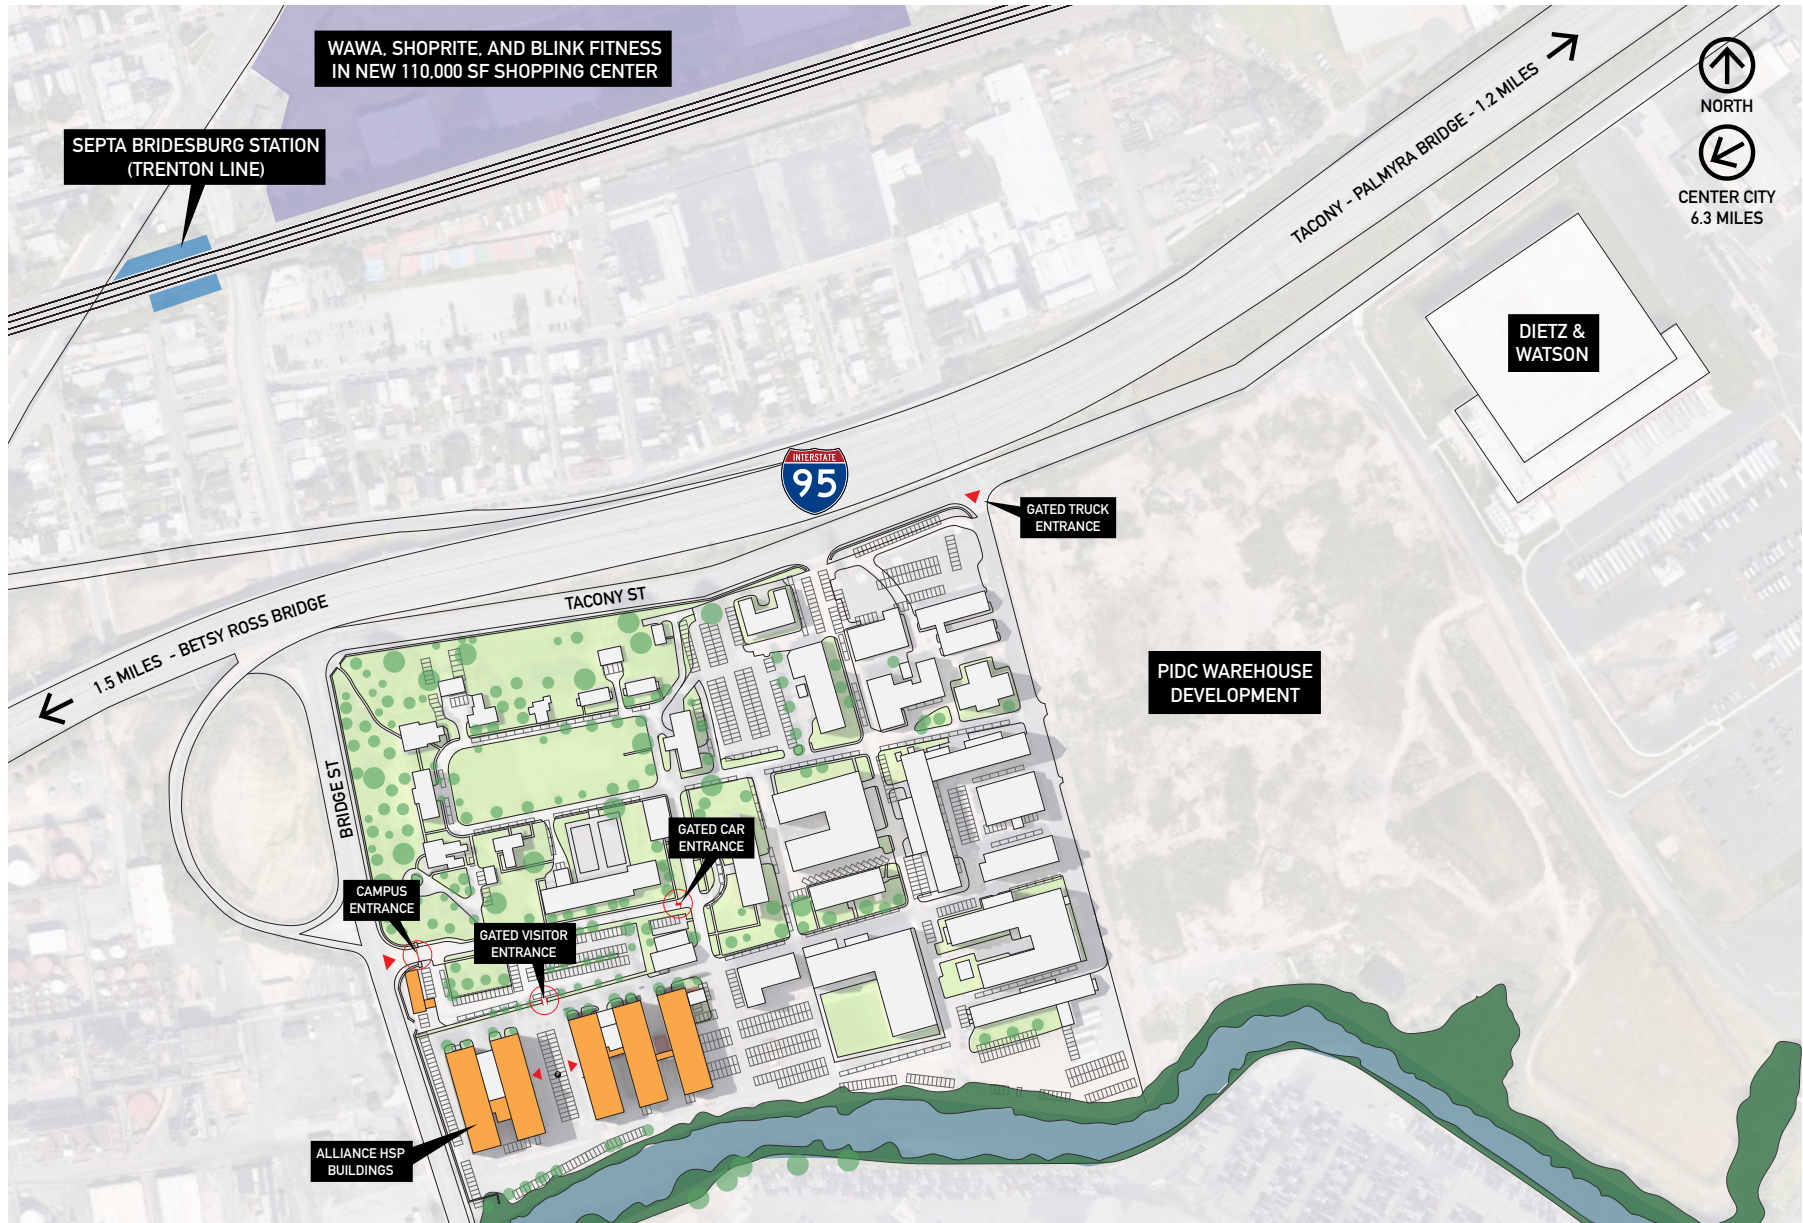 WAWA, SHOPRITE, AND BLINK FITNESS
IN NEW 110,000 SF SHOPPING CENTER
SEPTA BRIDESBURG STATION
(TRENTON LINE)
NORTH
CENTER CITY
6.3 MILES
TACONY - PALMYRA BRIDGE - 1.2 MILES
DIETZ &
WATSON
INTERSTATE
95
GATED TRUCK
ENTRANCE
TACONY ST
1.5 MILES - BETSY ROSS BRIDGE
PIDC WAREHOUSE
DEVELOPMENT
BRIDGE ST
GATED CAR
ENTRANCE
CAMPUS
ENTRANCE
GATED VISITOR
ENTRANCE
ALLIANCE HSP
BUILDINGS